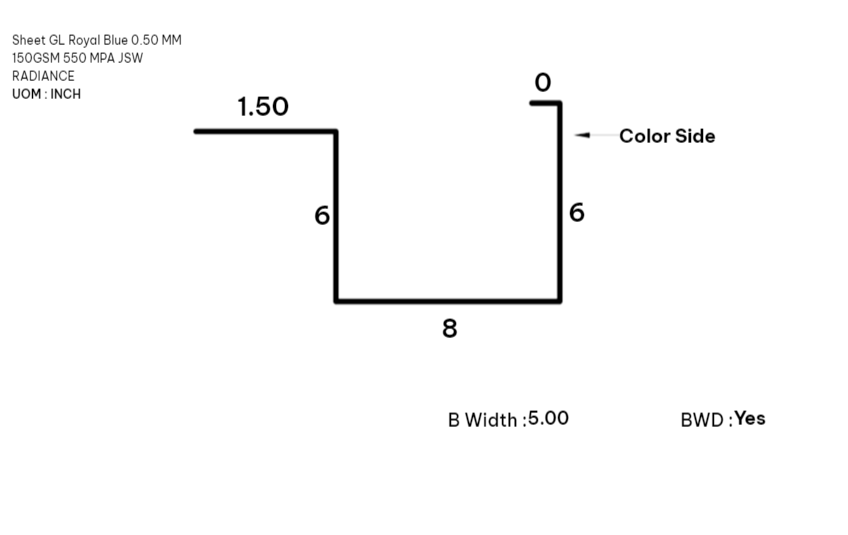 Sheet GL Royal Blue 0.50 MM
150GSM 550 MPA JSW
RADIANCE
UOM : INCH
1.50
0
Color Side
6
6
8
B Width :5.00
BWD :Yes